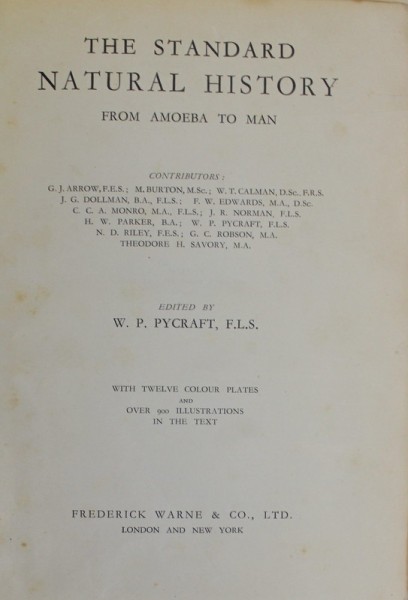 THE STANDARD
NATURAL HISTORY
FROM AMOEBA TO MAN
CONTRIBUTORS:
G. J. ARROW, F.E.S.; M. BURTON, M.Sc.; W. T. CALMAN, D.Sc., F.R.S.
J. G. DOLLMAN, B.A., F.L.S.; F. W. EDWARDS, M.A., D.Sc.
C. C. A. MONRO, M.A., F.L.S.; J. R. NORMAN, F.L.S.
H. W. PARKER, B.A.; W. P. PYCRAFT, F.L.S.
N. D. RILEY, F.E.S.; G. C. ROBSON, M.A.
THEODORE H. SAVORY, M.A.
EDITED BY
W. P. PYCRAFT, F.L.S.
WITH TWELVE COLOUR PLATES
AND
OVER 900 ILLUSTRATIONS
IN THE TEXT
FREDERICK WARNE & CO., LTD.
LONDON AND NEW YORK